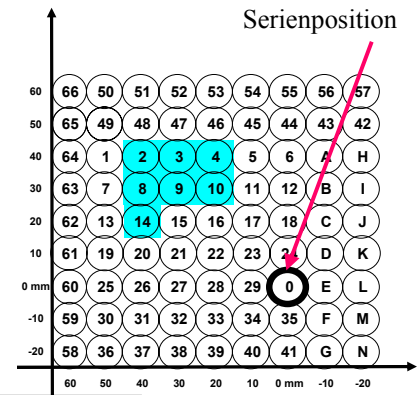 Serienposition
60 66 50 51 52 53 54 55 56 57
50 65 49 48 47 46 45 44 43 42
40 64 1 2 3 4 5 6 A H
30 63 7 8 9 10 11 12 B I
20 62 13 14 15 16 17 18 C J
10 61 19 20 21 22 23 24 D K
0 mm 60 25 26 27 28 29 0 E L
-10 59 30 31 32 33 34 35 F M
-20 58 36 37 38 39 40 41 G N
60 50 40 30 20 10 0 mm -10 -20